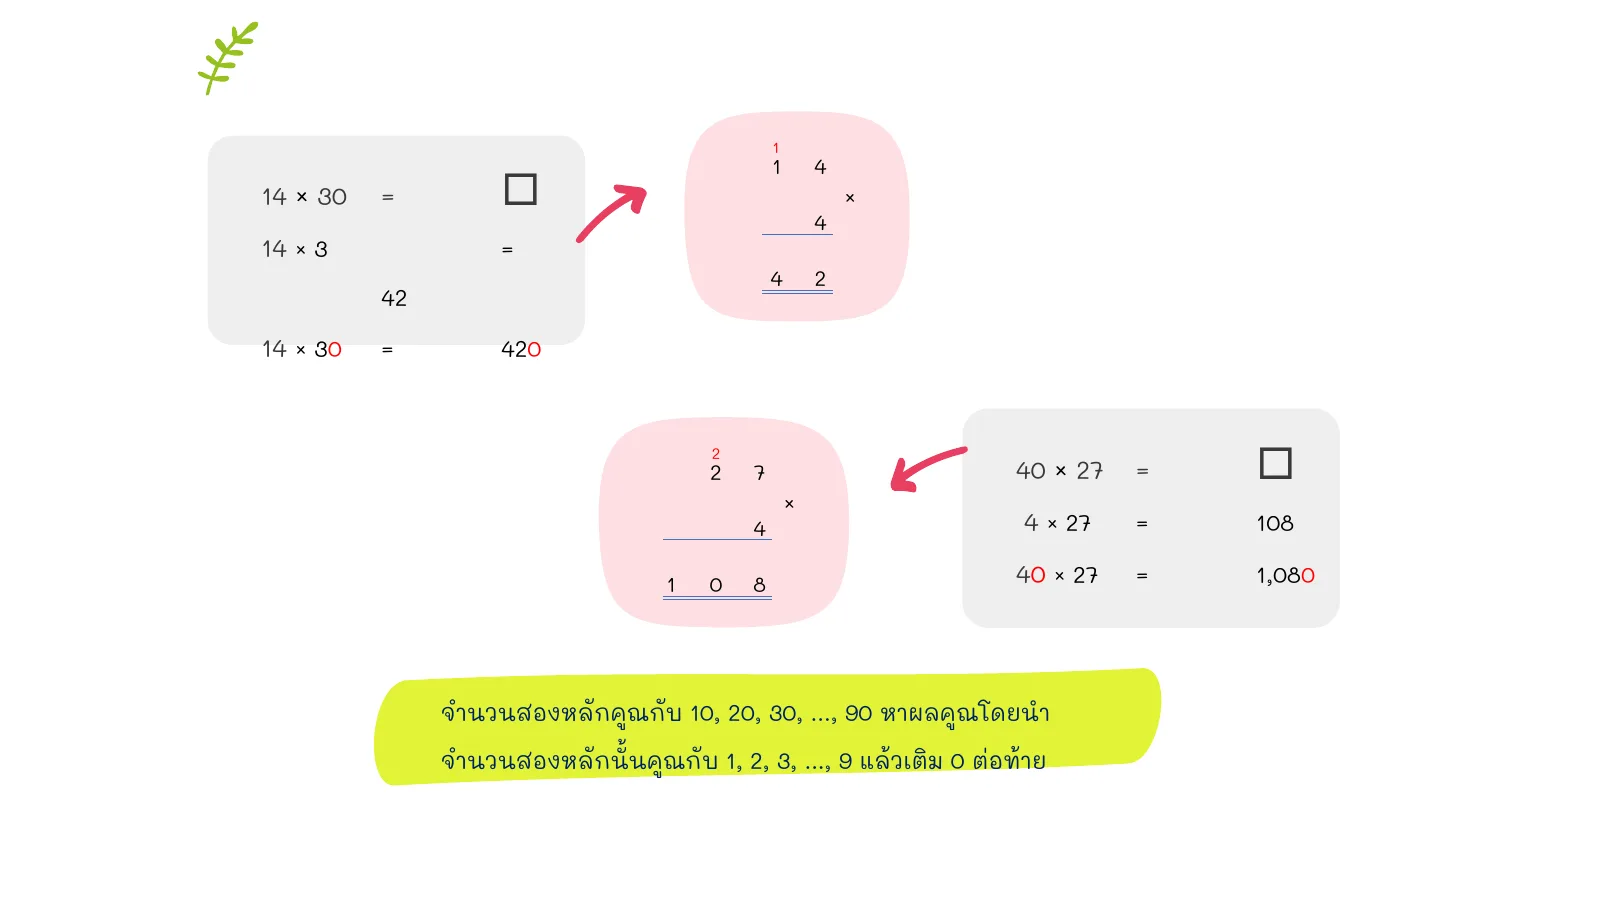 14 × 30 = □
14 × 3 =
42
14 × 30 = 420
1
1 4
×
4
4 2
2
2 7
×
4
1 0 8
40 × 27 = □
4 × 27 = 108
40 × 27 = 1,080
จำนวนสองหลักคูณกับ 10, 20, 30, ..., 90 หาผลคูณโดยนำ
จำนวนสองหลักนั้นคูณกับ 1, 2, 3, ..., 9 แล้วเติม 0 ต่อท้าย